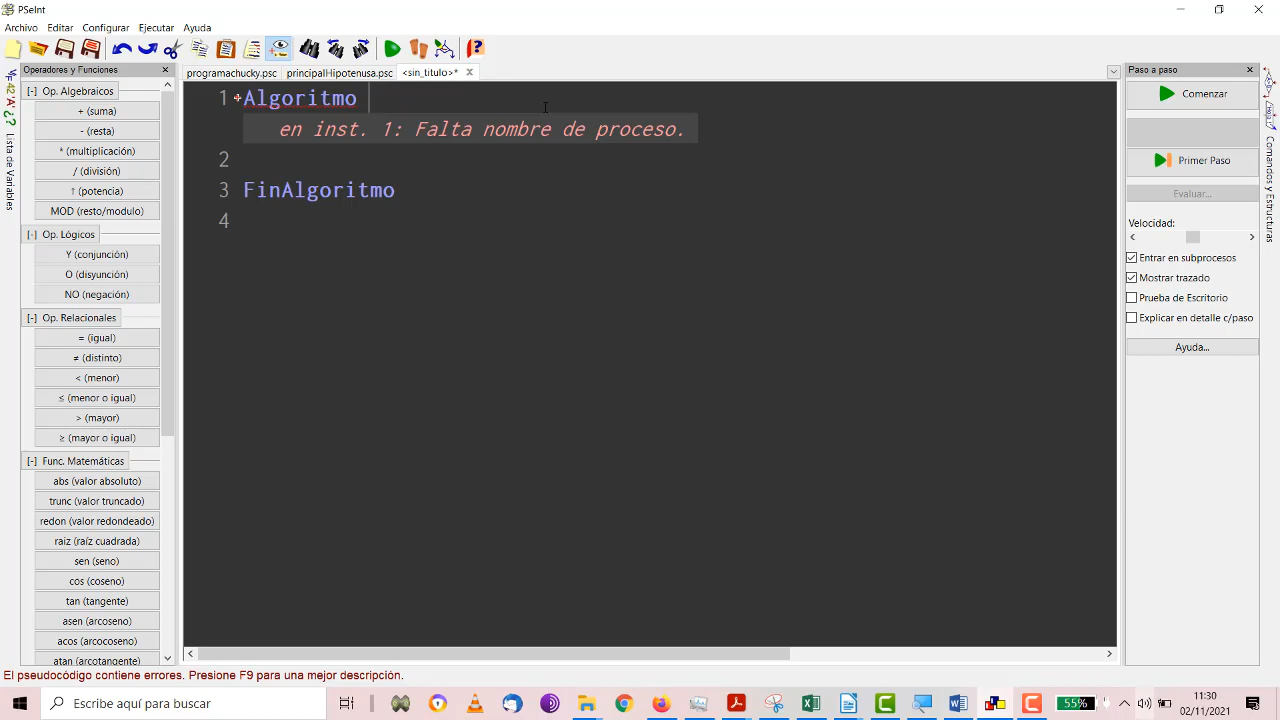 PSeInt
Archivo Editar Configurar Ejecutar Ayuda
Operadores y Funciones
programachucky.psc principalHipotenusa.psc <sin_titulo>*
Paso a paso
Lista de Variables
Comandos y Estructuras
[-] Op. Algebraicos
+ (suma)
- (resta)
* (multiplicación)
/ (división)
↑ (potencia)
MOD (resto/modulo)
[-] Op. Lógicos
Y (conjunción)
O (disyunción)
NO (negación)
[-] Op. Relacionales
= (igual)
≠ (distinto)
< (menor)
≤ (menor o igual)
> (mayor)
≥ (mayor o igual)
[-] Func. Matemáticas
abs (valor absoluto)
trunc (valor truncado)
redon (valor redondeado)
raiz (raíz cuadrada)
sen (seno)
cos (coseno)
tan (tangente)
asen (arcoseno)
acos (arcocoseno)
atan (arcotangente)
1 Algoritmo
en inst. 1: Falta nombre de proceso.
2
3 FinAlgoritmo
4
Comenzar
Primer Paso
Evaluar...
Velocidad:
Entrar en subprocesos
Mostrar trazado
Prueba de Escritorio
Explicar en detalle c/paso
Ayuda...
El pseudocódigo contiene errores. Presione F9 para una mejor descripción.
Escribe aquí para buscar
55%
11:30
02/11/2021